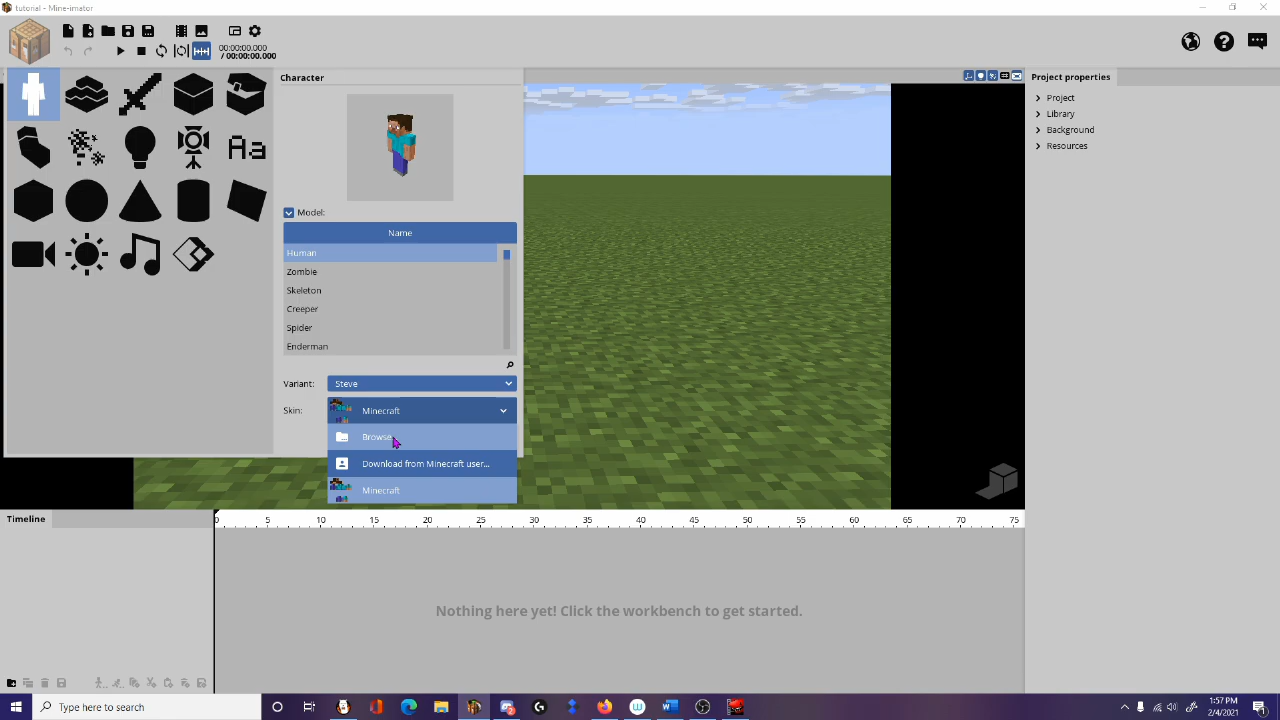 tutorial - Mine-imator
00:00:00.000
/ 00:00:00.000
Character
Project properties
Project
Library
Background
Resources
Aa
Model:
Name
Human
Zombie
Skeleton
Creeper
Spider
Enderman
Variant:
Steve
Skin:
Minecraft
Browse
Download from Minecraft user...
Minecraft
Timeline
0 5 10 15 20 25 30 35 40 45 50 55 60 65 70 75
Nothing here yet! Click the workbench to get started.
Type here to search
1:57 PM
2/4/2021